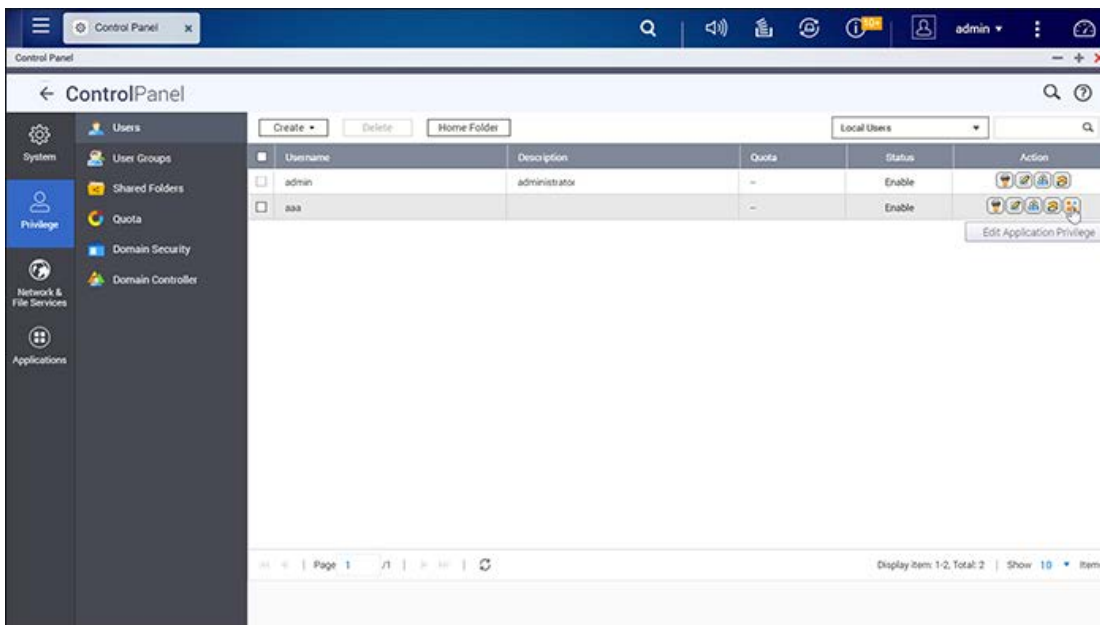 Control Panel
10+
admin
Control Panel
ControlPanel
System
Privilege
Network &
File Services
Applications
Users
User Groups
Shared Folders
Quota
Domain Security
Domain Controller
Create
Delete
Home Folder
Local Users
Username Description Quota Status Action
admin administrator -- Enable
aaa -- Enable
Edit Application Privilege
Page 1 /1
Display item: 1-2, Total: 2 | Show 10 Item